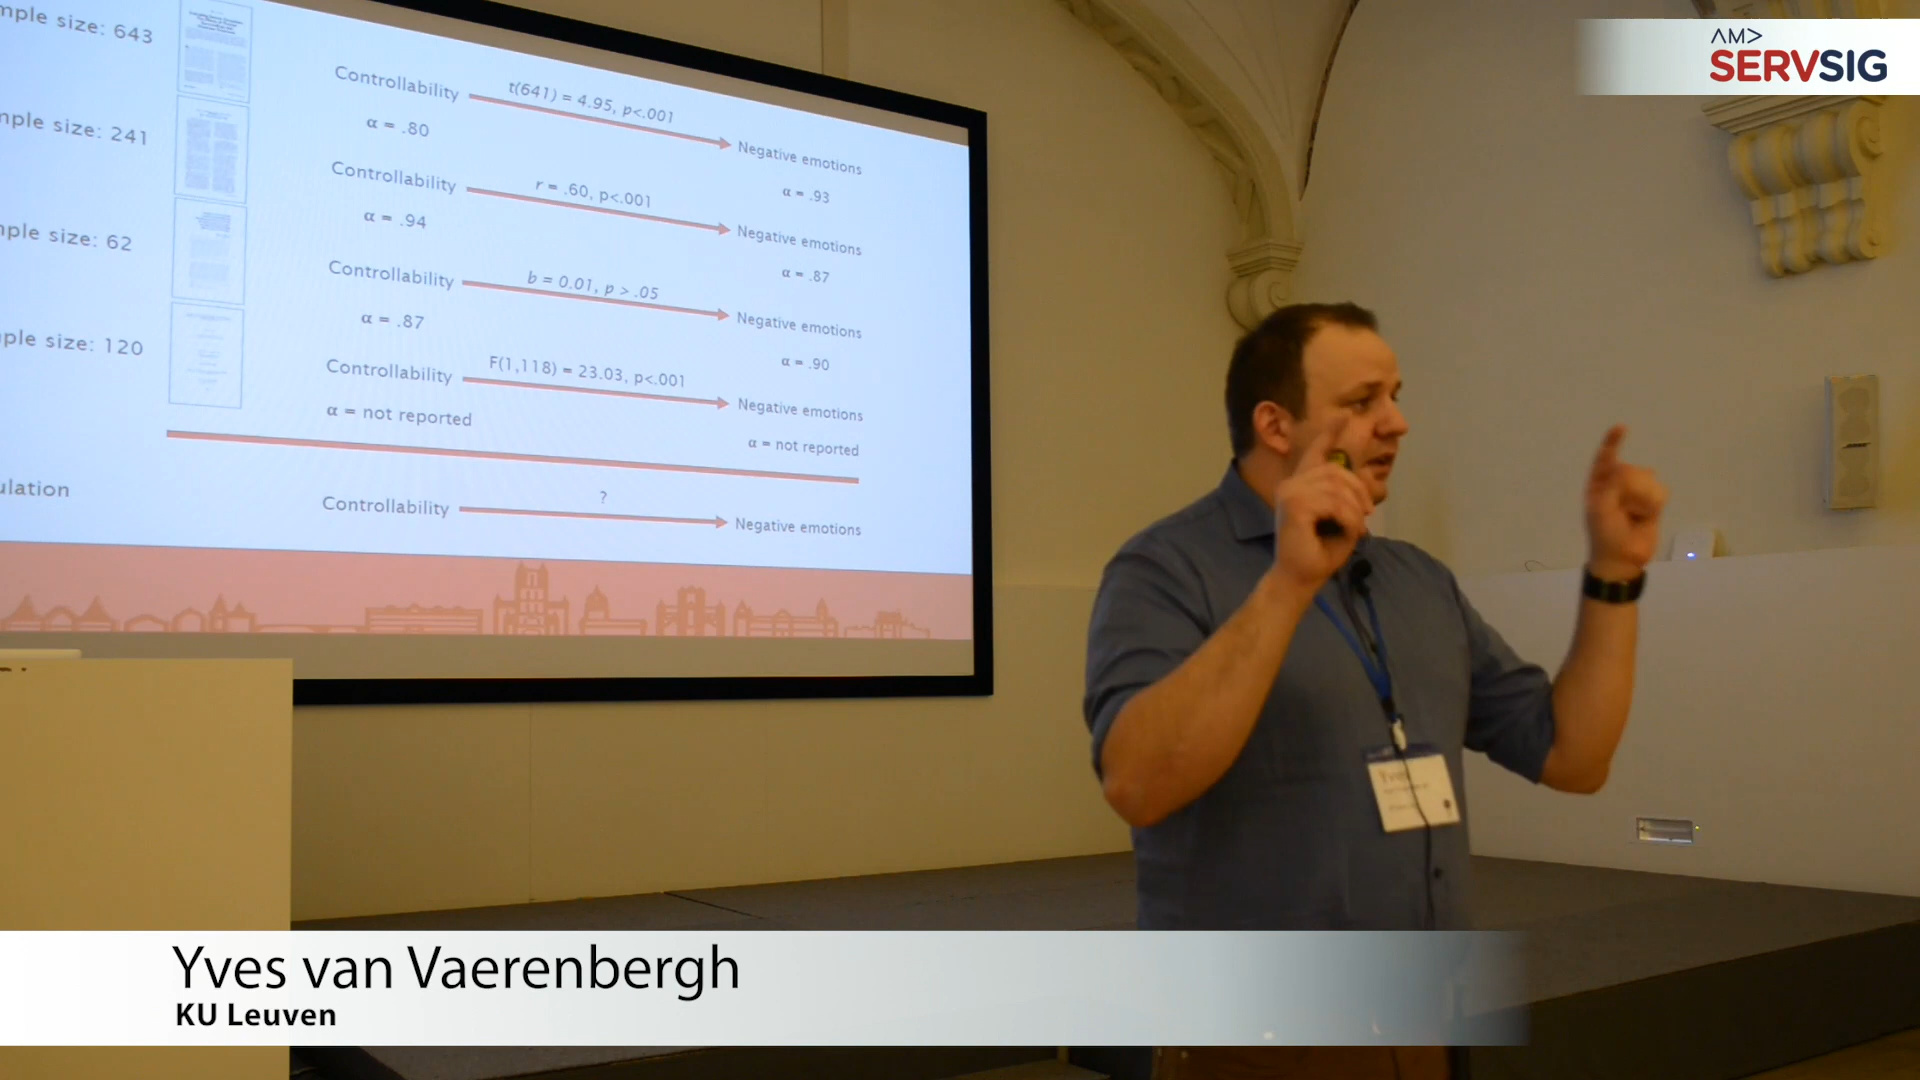 AMA
SERVSIG
mple size: 643
Controllability
t(641) = 4.95, p<.001
Negative emotions
α = .80
α = .93
mple size: 241
Controllability
r = .60, p<.001
Negative emotions
α = .94
α = .87
mple size: 62
Controllability
b = 0.01, p > .05
Negative emotions
α = .87
α = .90
ple size: 120
Controllability
F(1,118) = 23.03, p<.001
Negative emotions
α = not reported
α = not reported
ulation
Controllability
?
Negative emotions
Yves
Yves van Vaerenbergh
KU Leuven